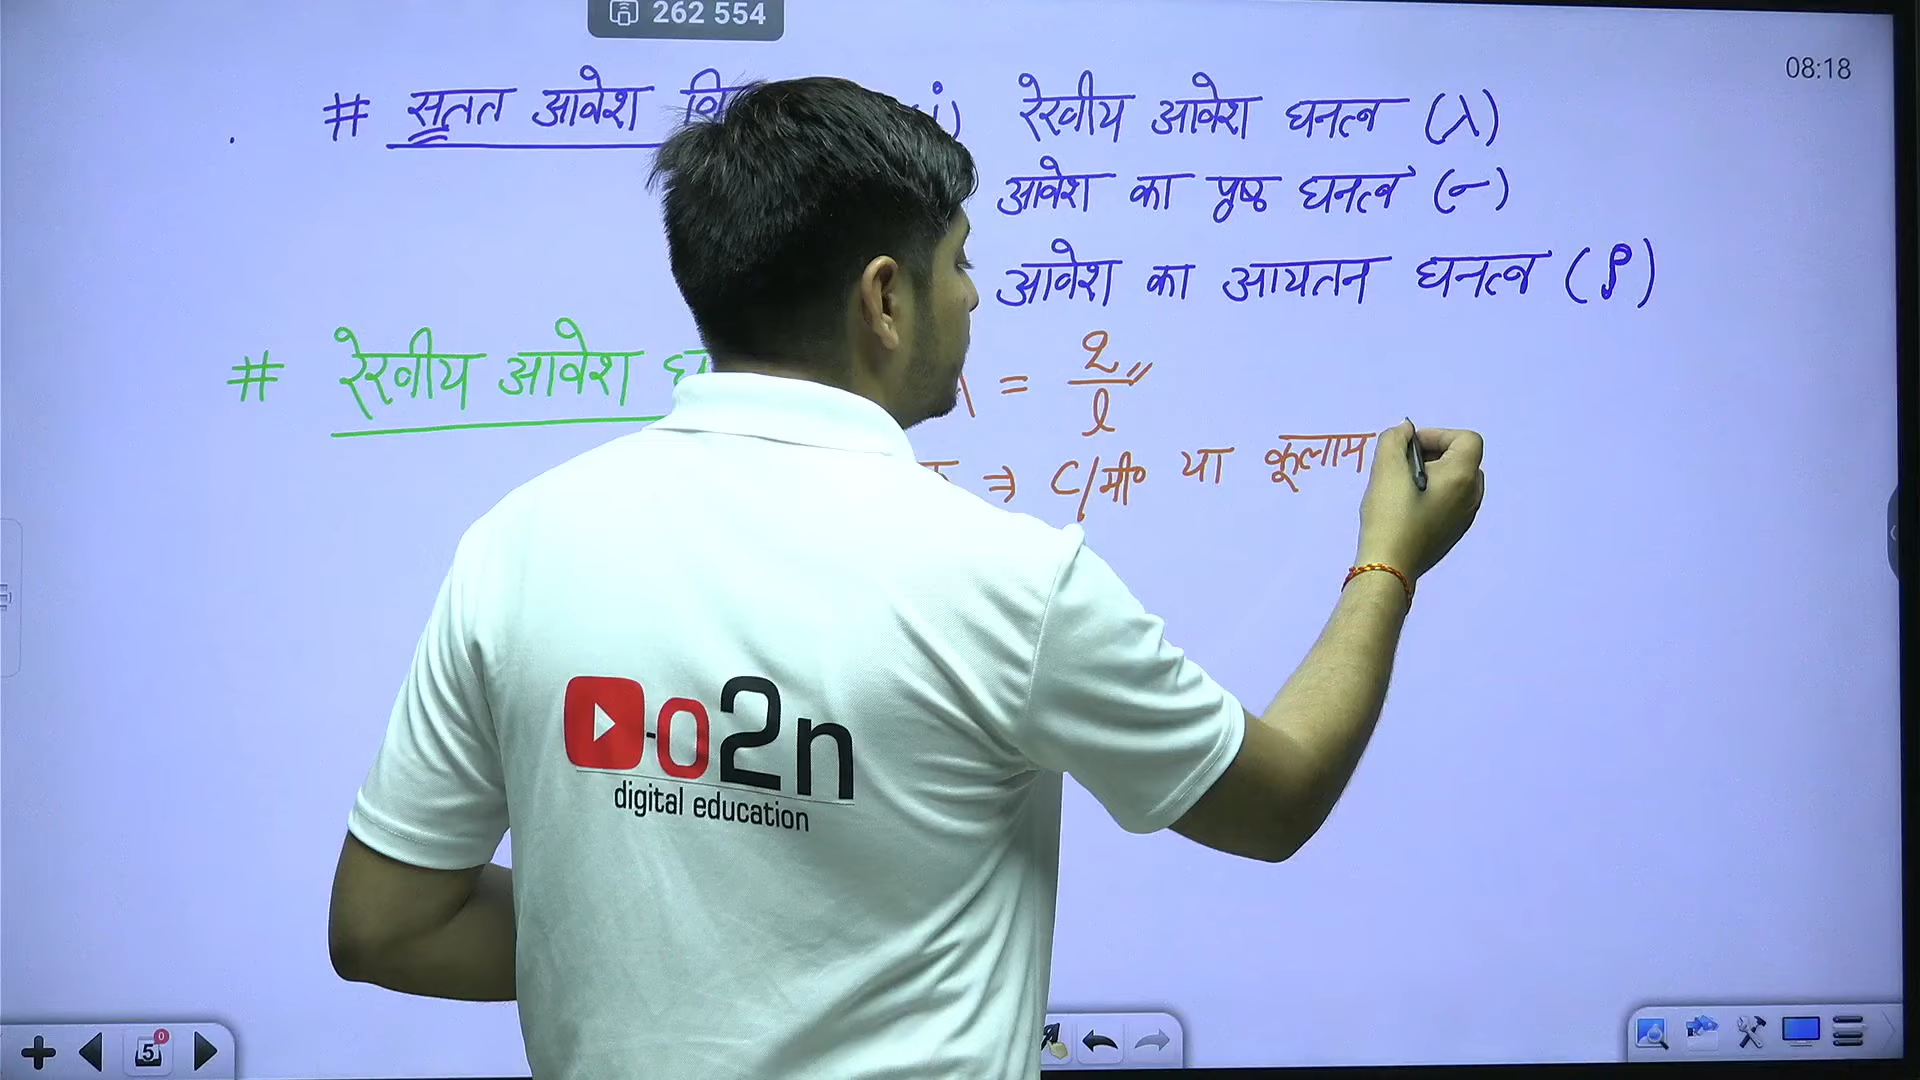 262 554
08:18
# सतत आवेश वि i) रेखीय आवेश घनत्व (λ)
आवेश का पृष्ठ घनत्व (σ)
आवेश का आयतन घनत्व (ρ)
# रेखीय आवेश घ λ = q/l
⇒ C/मी० या कूलाम
o2n
digital education
5
0